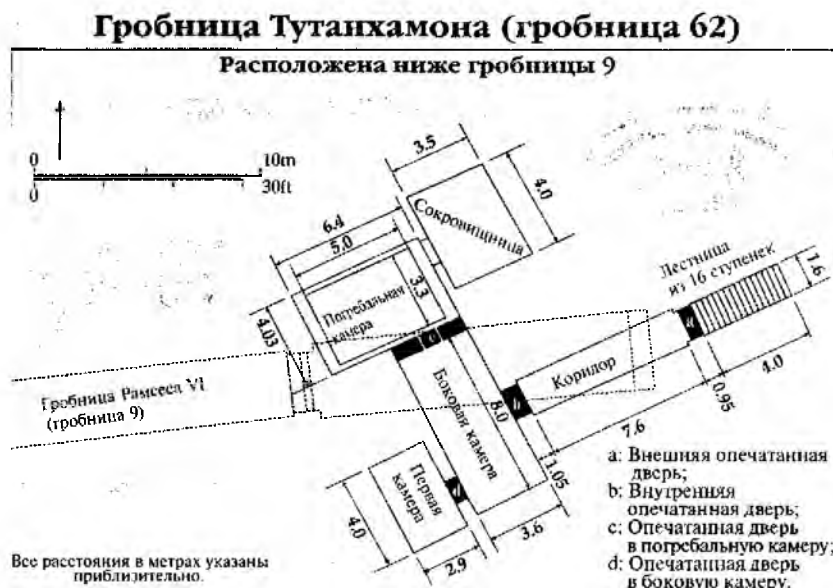 Гробница Тутанхамона (гробница 62)
Расположена ниже гробницы 9
0
10m
30ft
0
3.5
4.0
6.4
5.0
Сокровищница
3.3
4.03
Погребальная
камера
c
Лестница
из 16 ступенек
1.6
a
Коридор
4.0
0.95
7.6
b
8.0
Боковая камера
Гробница Рамсеса VI
(гробница 9)
Первая
камера
4.0
2.9
3.6
1.05
a: Внешняя опечатанная
дверь;
b: Внутренняя
опечатанная дверь;
c: Опечатанная дверь
в погребальную камеру;
d: Опечатанная дверь
в боковую камеру.
Все расстояния в метрах указаны
приблизительно.